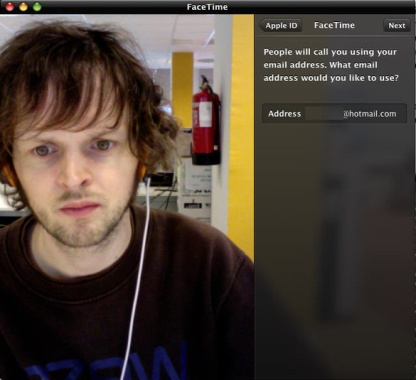 FaceTime
Apple ID FaceTime Next
People will call you using your
email address. What email
address would you like to use?
Address @hotmail.com